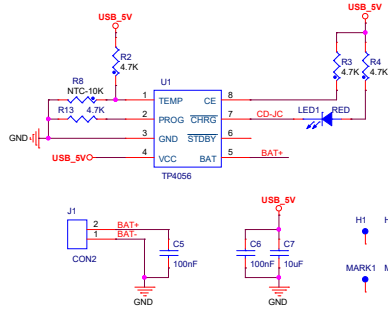 USB_5V
USB_5V
R2
4.7K
R3
4.7K
R4
4.7K
R8
NTC-10K
R13 4.7K
U1
1 TEMP CE 8
2 PROG CHRG 7 CD-JC
3 GND STDBY 6
4 VCC BAT 5 BAT+
TP4056
LED1 RED
GND
USB_5V
USB_5V
J1
2 BAT+
1 BAT-
CON2
C5
100nF
GND
C6
100nF
C7
10uF
GND
H1 H
MARK1 M